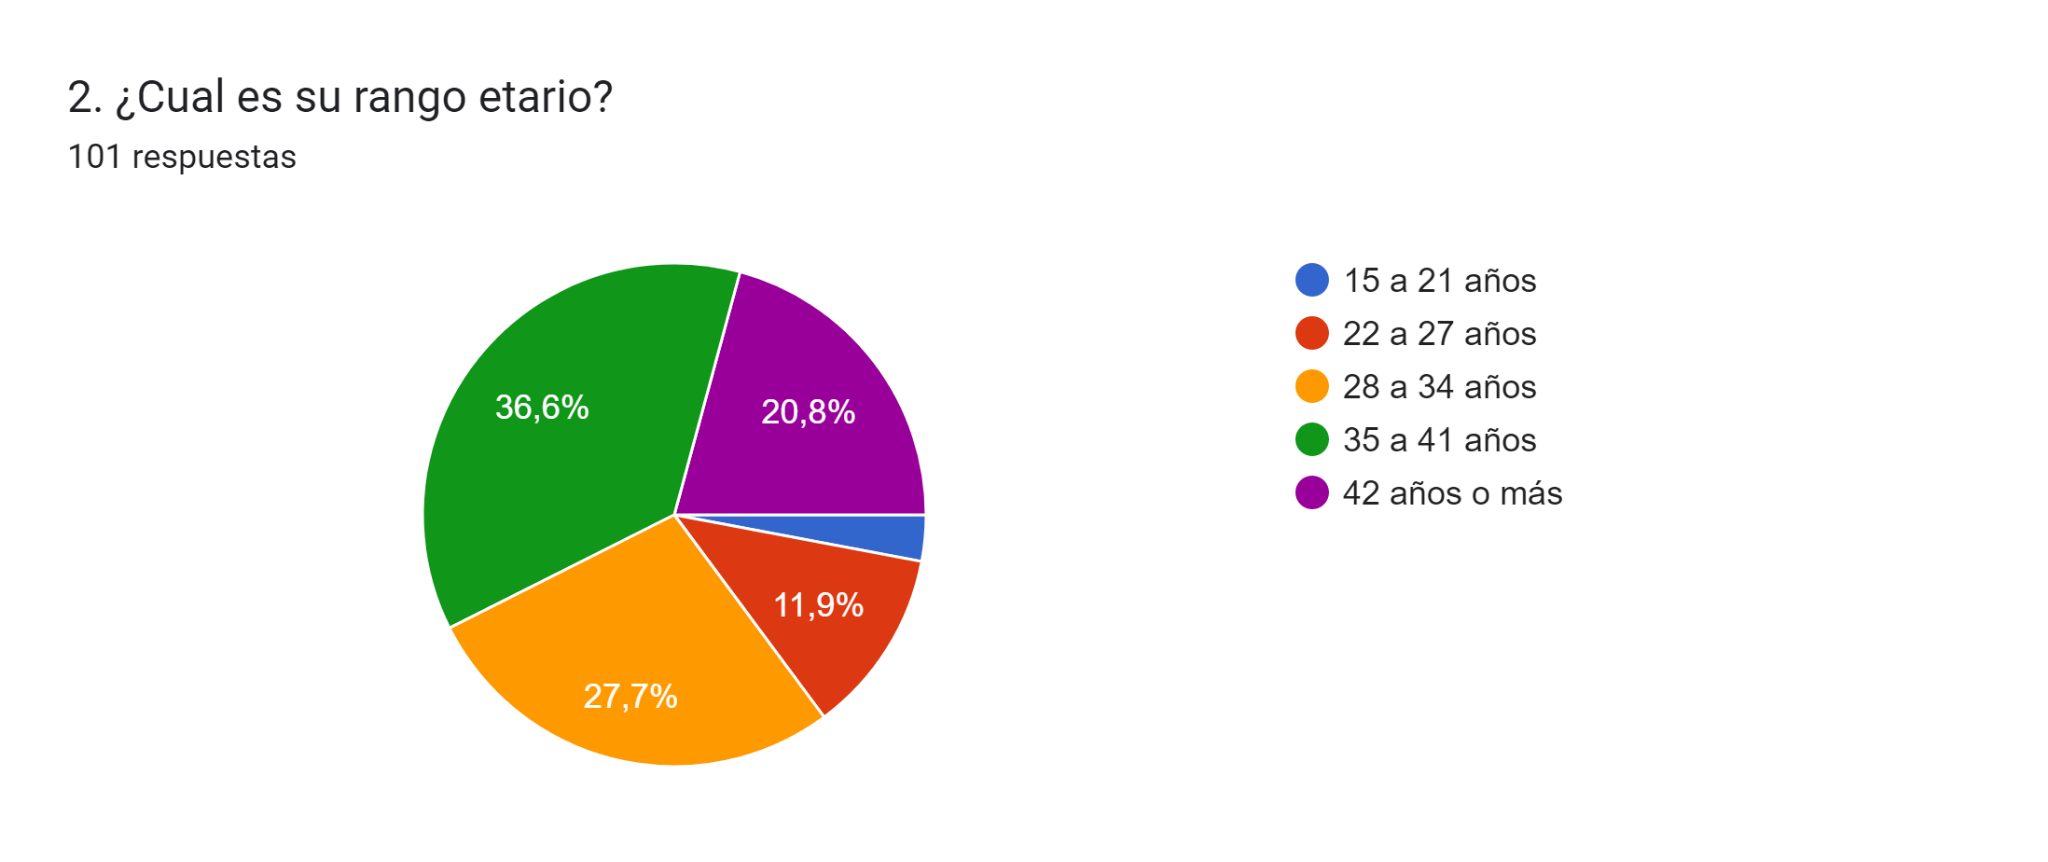 2. ¿Cual es su rango etario?
101 respuestas
36,6%
20,8%
11,9%
27,7%
15 a 21 años
22 a 27 años
28 a 34 años
35 a 41 años
42 años o más